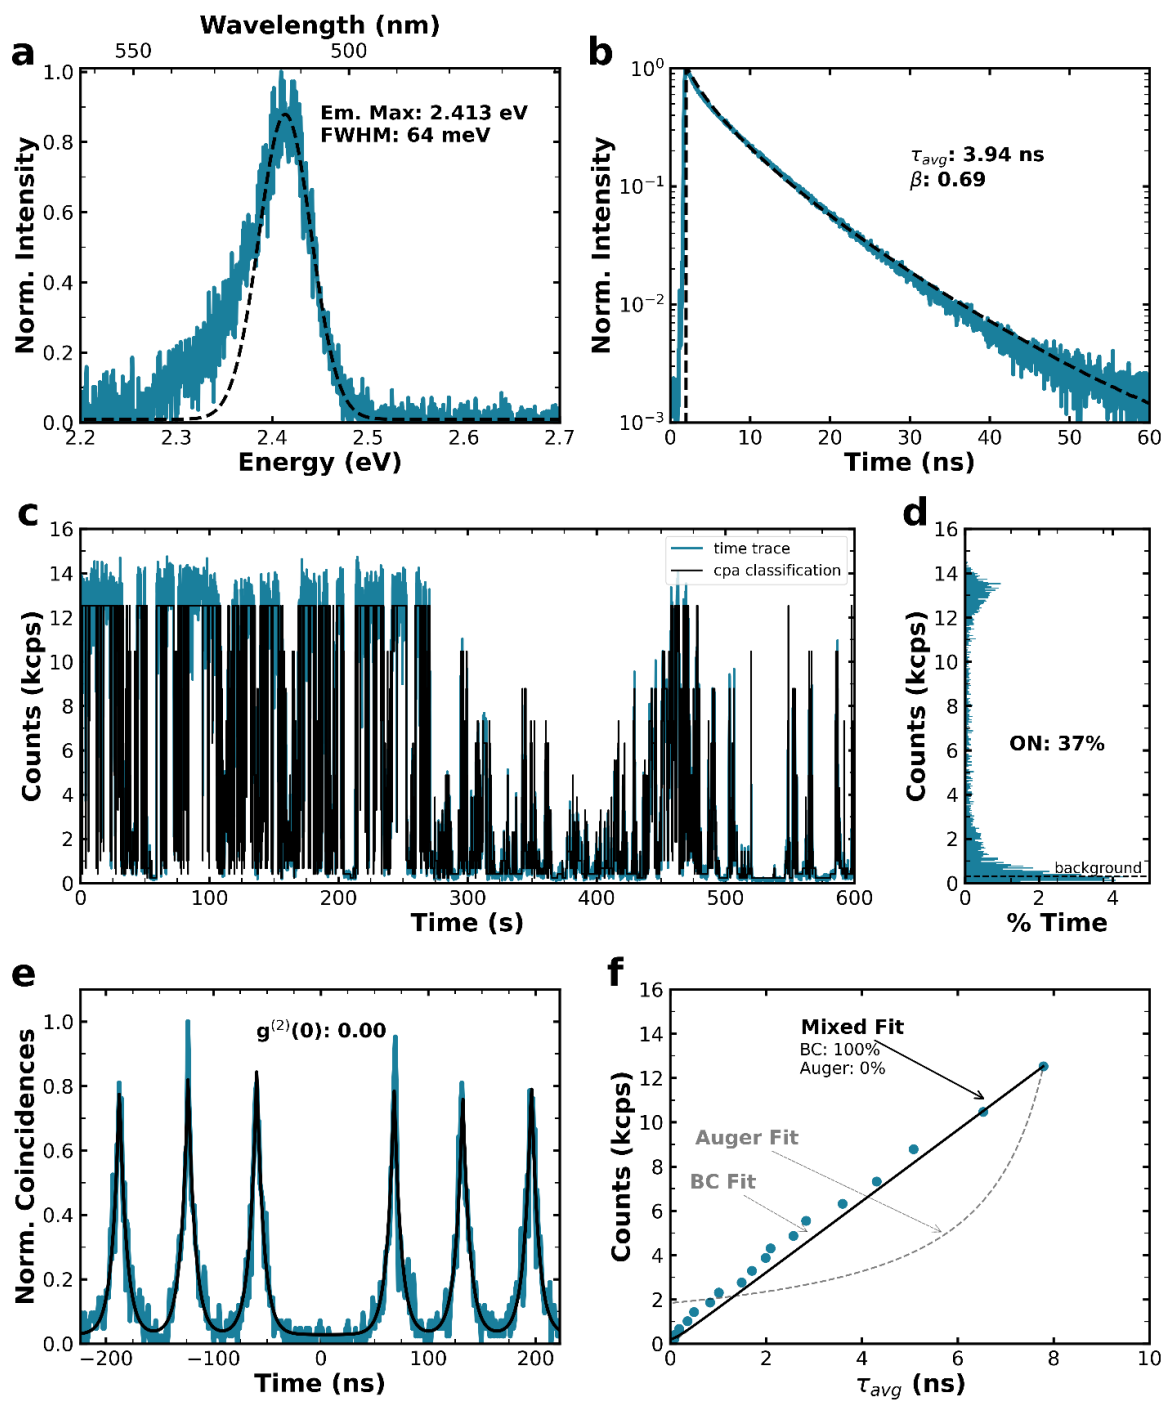 Wavelength (nm)
a
550
500
1.0
0.8
0.6
0.4
0.2
0.0
Norm. Intensity
Em. Max: 2.413 eV
FWHM: 64 meV
2.2
2.3
2.4
2.5
2.6
2.7
Energy (eV)
b
10⁰
10⁻¹
10⁻²
10⁻³
Norm. Intensity
τavg: 3.94 ns
β: 0.69
0
10
20
30
40
50
60
Time (ns)
c
16
14
12
10
8
6
4
2
0
Counts (kcps)
time trace
cpa classification
0
100
200
300
400
500
600
Time (s)
d
16
14
12
10
8
6
4
2
0
Counts (kcps)
ON: 37%
background
0
2
4
% Time
e
1.0
0.8
0.6
0.4
0.2
0.0
Norm. Coincidences
g⁽²⁾(0): 0.00
−200
−100
0
100
200
Time (ns)
f
16
14
12
10
8
6
4
2
0
Counts (kcps)
Mixed Fit
BC: 100%
Auger: 0%
Auger Fit
BC Fit
0
2
4
6
8
10
τavg (ns)